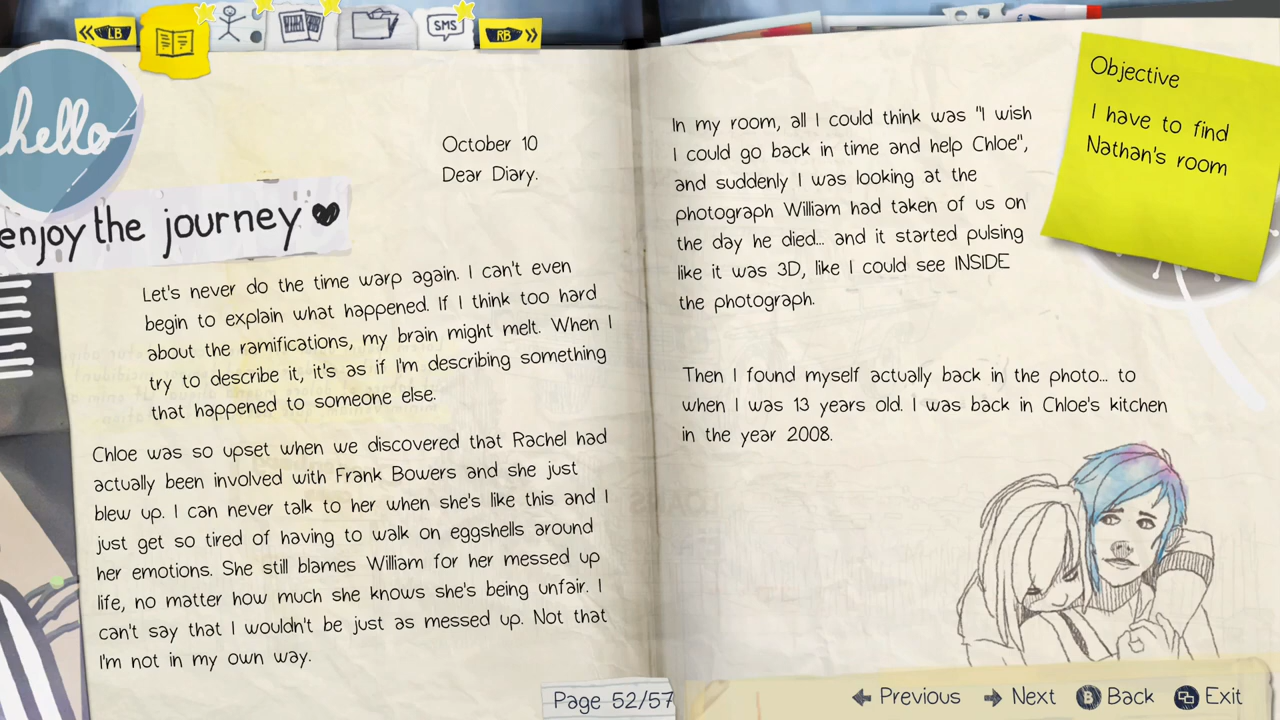 LB
SMS
RB
hello
enjoy the journey
October 10
Dear Diary.
Let's never do the time warp again. I can't even
begin to explain what happened. If I think too hard
about the ramifications, my brain might melt. When I
try to describe it, it's as if I'm describing something
that happened to someone else.
Chloe was so upset when we discovered that Rachel had
actually been involved with Frank Bowers and she just
blew up. I can never talk to her when she's like this and I
just get so tired of having to walk on eggshells around
her emotions. She still blames William for her messed up
life, no matter how much she knows she's being unfair. I
can't say that I wouldn't be just as messed up. Not that
I'm not in my own way.
Page 52/57
In my room, all I could think was "I wish
I could go back in time and help Chloe",
and suddenly I was looking at the
photograph William had taken of us on
the day he died... and it started pulsing
like it was 3D, like I could see INSIDE
the photograph.
Then I found myself actually back in the photo... to
when I was 13 years old. I was back in Chloe's kitchen
in the year 2008.
Objective
I have to find
Nathan's room
Previous
Next
B Back
Exit